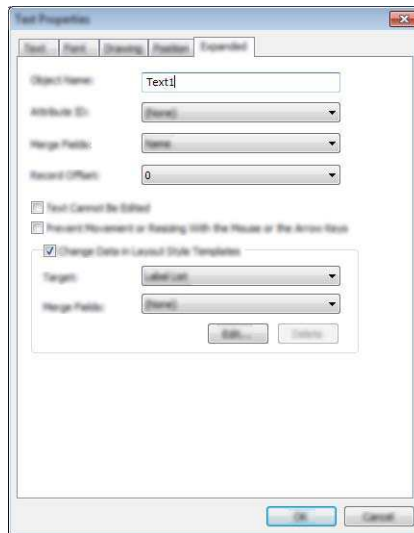 Text Properties
Text Font Drawing Position Expanded
Object Name: Text1
Attribute ID: (None)
Merge Fields: Name
Record Offset: 0
Text Cannot Be Edited
Prevent Movement or Resizing With the Mouse or the Arrow Keys
Change Data in Layout Style Templates
Target: Label List
Merge Fields: (None)
Edit... Delete
OK Cancel